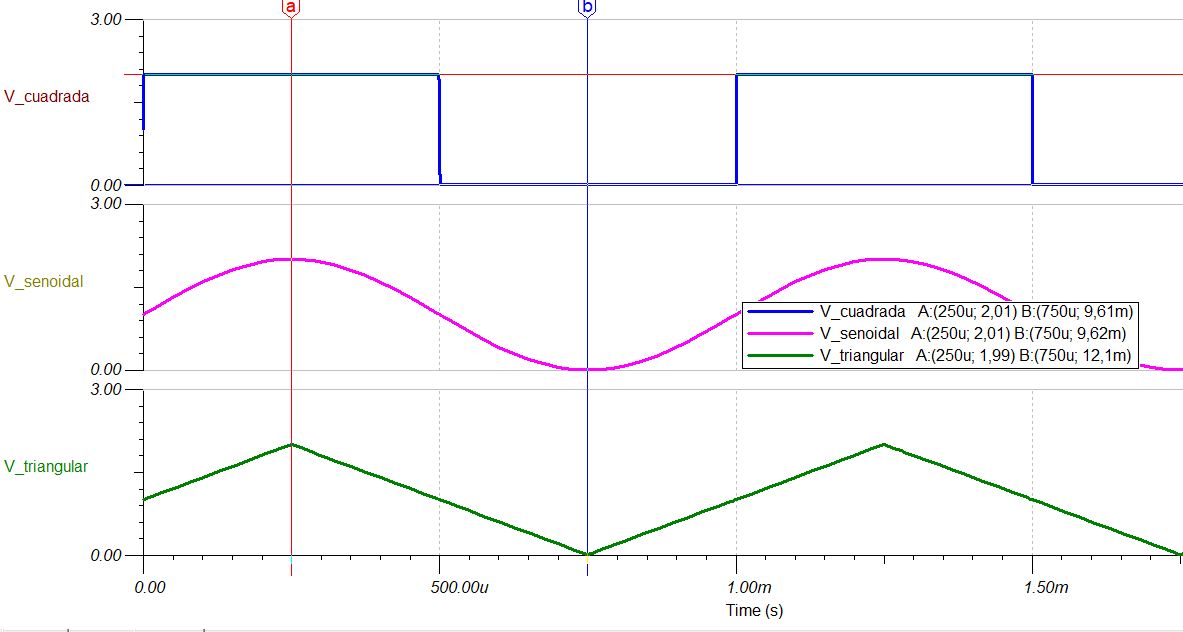 a
b
3.00
V_cuadrada
0.00
3.00
V_senoidal
V_cuadrada A:(250u; 2,01) B:(750u; 9,61m)
V_senoidal A:(250u; 2,01) B:(750u; 9,62m)
V_triangular A:(250u; 1,99) B:(750u; 12,1m)
0.00
3.00
V_triangular
0.00
0.00 500.00u 1.00m 1.50m
Time (s)